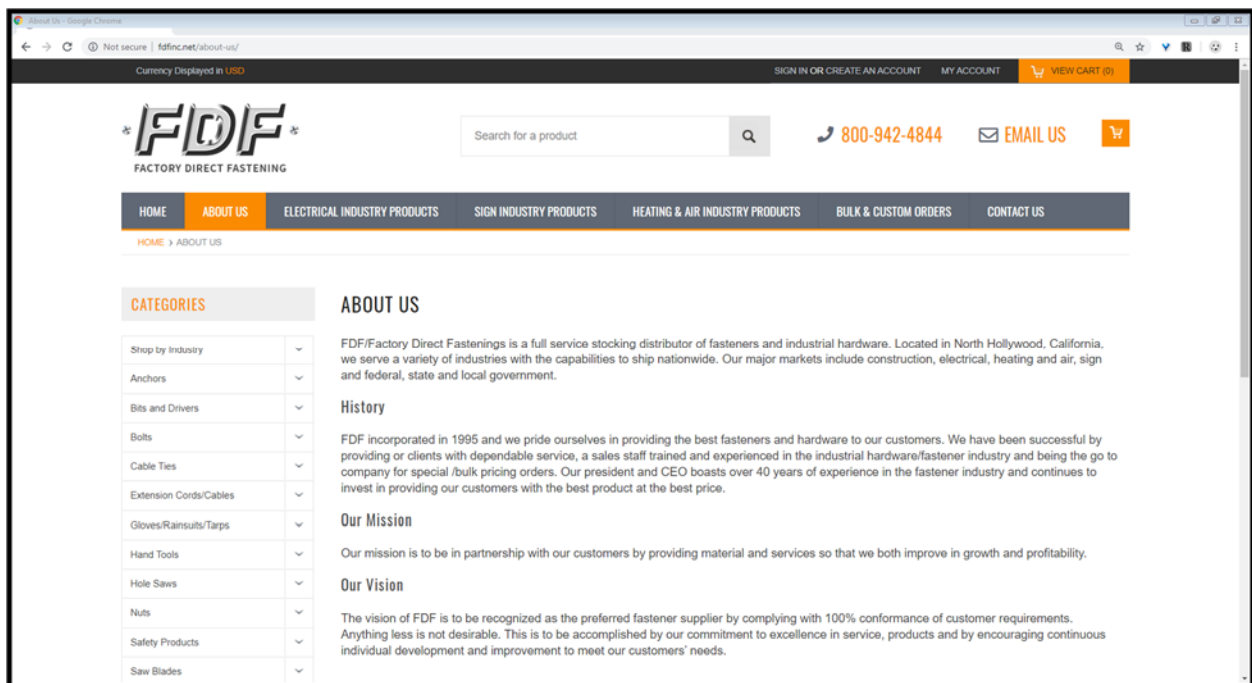 About Us - Google Chrome
Not secure | fdfinc.net/about-us/
Currency Displayed in USD
SIGN IN OR CREATE AN ACCOUNT MY ACCOUNT VIEW CART (0)
FDF
FACTORY DIRECT FASTENING
Search for a product
800-942-4844
EMAIL US
HOME ABOUT US ELECTRICAL INDUSTRY PRODUCTS SIGN INDUSTRY PRODUCTS HEATING & AIR INDUSTRY PRODUCTS BULK & CUSTOM ORDERS CONTACT US
HOME > ABOUT US
CATEGORIES
Shop by Industry
Anchors
Bits and Drivers
Bolts
Cable Ties
Extension Cords/Cables
Gloves/Rainsuits/Tarps
Hand Tools
Hole Saws
Nuts
Safety Products
Saw Blades
ABOUT US
FDF/Factory Direct Fastenings is a full service stocking distributor of fasteners and industrial hardware. Located in North Hollywood, California,
we serve a variety of industries with the capabilities to ship nationwide. Our major markets include construction, electrical, heating and air, sign
and federal, state and local government.
History
FDF incorporated in 1995 and we pride ourselves in providing the best fasteners and hardware to our customers. We have been successful by
providing or clients with dependable service, a sales staff trained and experienced in the industrial hardware/fastener industry and being the go to
company for special /bulk pricing orders. Our president and CEO boasts over 40 years of experience in the fastener industry and continues to
invest in providing our customers with the best product at the best price.
Our Mission
Our mission is to be in partnership with our customers by providing material and services so that we both improve in growth and profitability.
Our Vision
The vision of FDF is to be recognized as the preferred fastener supplier by complying with 100% conformance of customer requirements.
Anything less is not desirable. This is to be accomplished by our commitment to excellence in service, products and by encouraging continuous
individual development and improvement to meet our customers' needs.